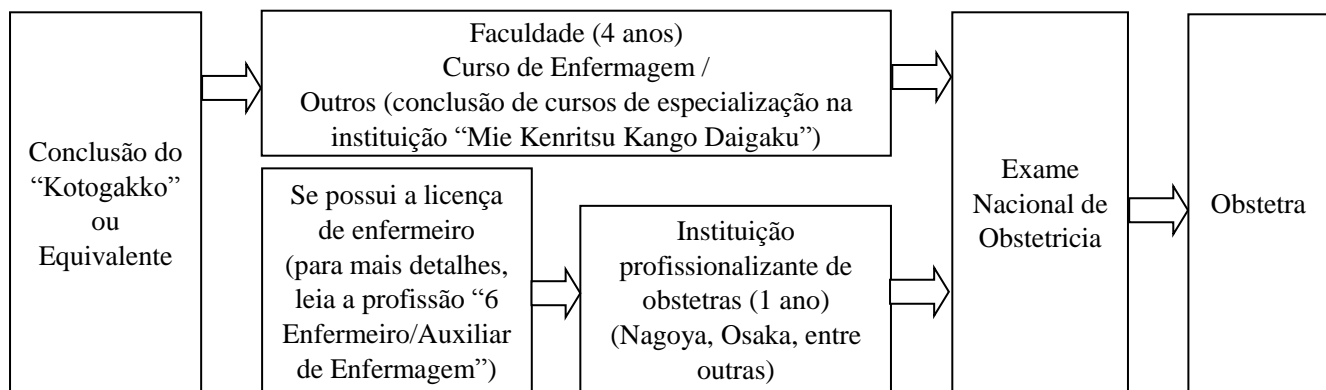 Conclusão do
“Kotogakko”
ou
Equivalente
Faculdade (4 anos)
Curso de Enfermagem /
Outros (conclusão de cursos de especialização na
instituição “Mie Kenritsu Kango Daigaku”)
Se possui a licença
de enfermeiro
(para mais detalhes,
leia a profissão “6
Enfermeiro/Auxiliar
de Enfermagem”)
Instituição
profissionalizante de
obstetras (1 ano)
(Nagoya, Osaka, entre
outras)
Exame
Nacional de
Obstetricia
Obstetra